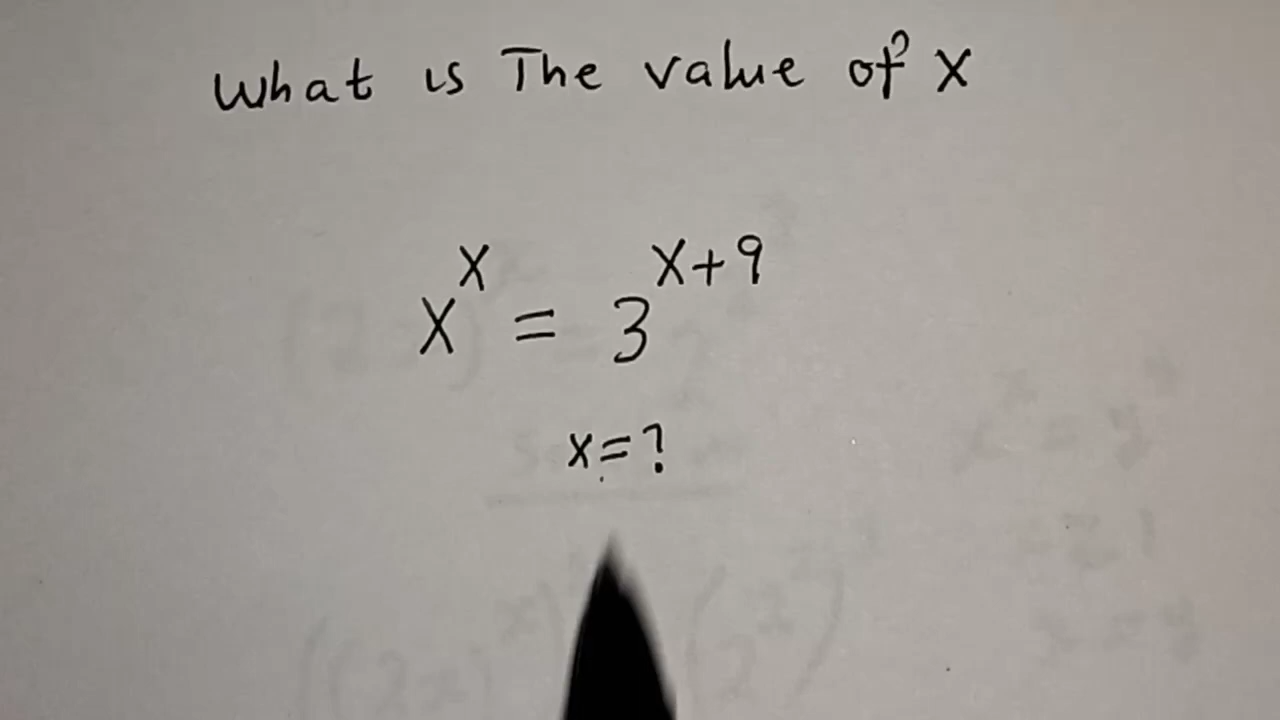 What is The value of x
x^x = 3^(x+9)
x=?